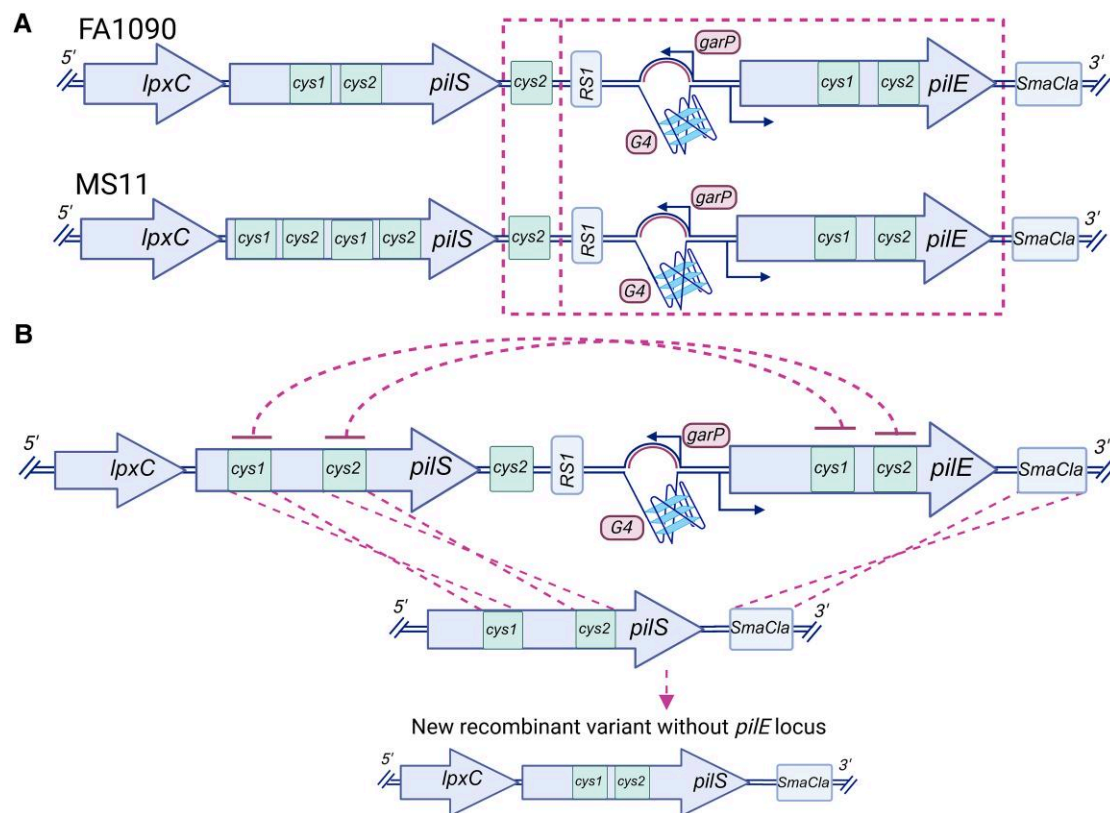 A
FA1090
5'
lpxC
cys1
cys2
pilS
cys2
RS1
garP
G4
cys1
cys2
pilE
SmaCla
3'
MS11
5'
lpxC
cys1
cys2
cys1
cys2
pilS
cys2
RS1
garP
G4
cys1
cys2
pilE
SmaCla
3'
B
5'
lpxC
cys1
cys2
pilS
cys2
RS1
garP
G4
cys1
cys2
pilE
SmaCla
3'
5'
cys1
cys2
pilS
SmaCla
3'
New recombinant variant without pilE locus
5'
lpxC
cys1
cys2
pilS
SmaCla
3'